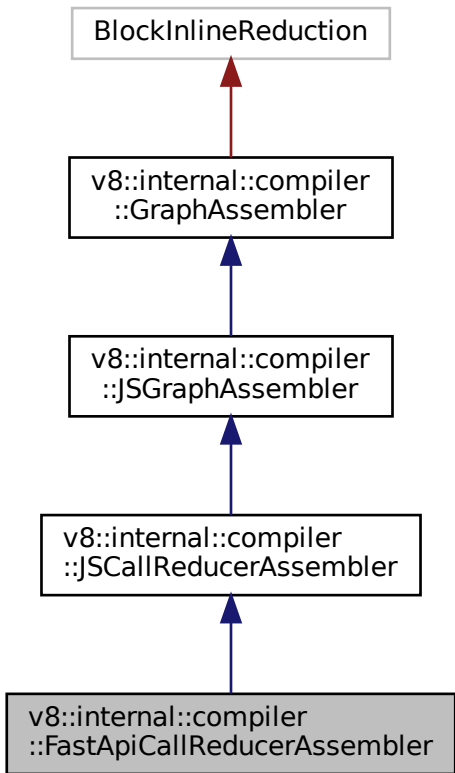 BlockInlineReduction
v8::internal::compiler
::GraphAssembler
v8::internal::compiler
::JSGraphAssembler
v8::internal::compiler
::JSCallReducerAssembler
v8::internal::compiler
::FastApiCallReducerAssembler